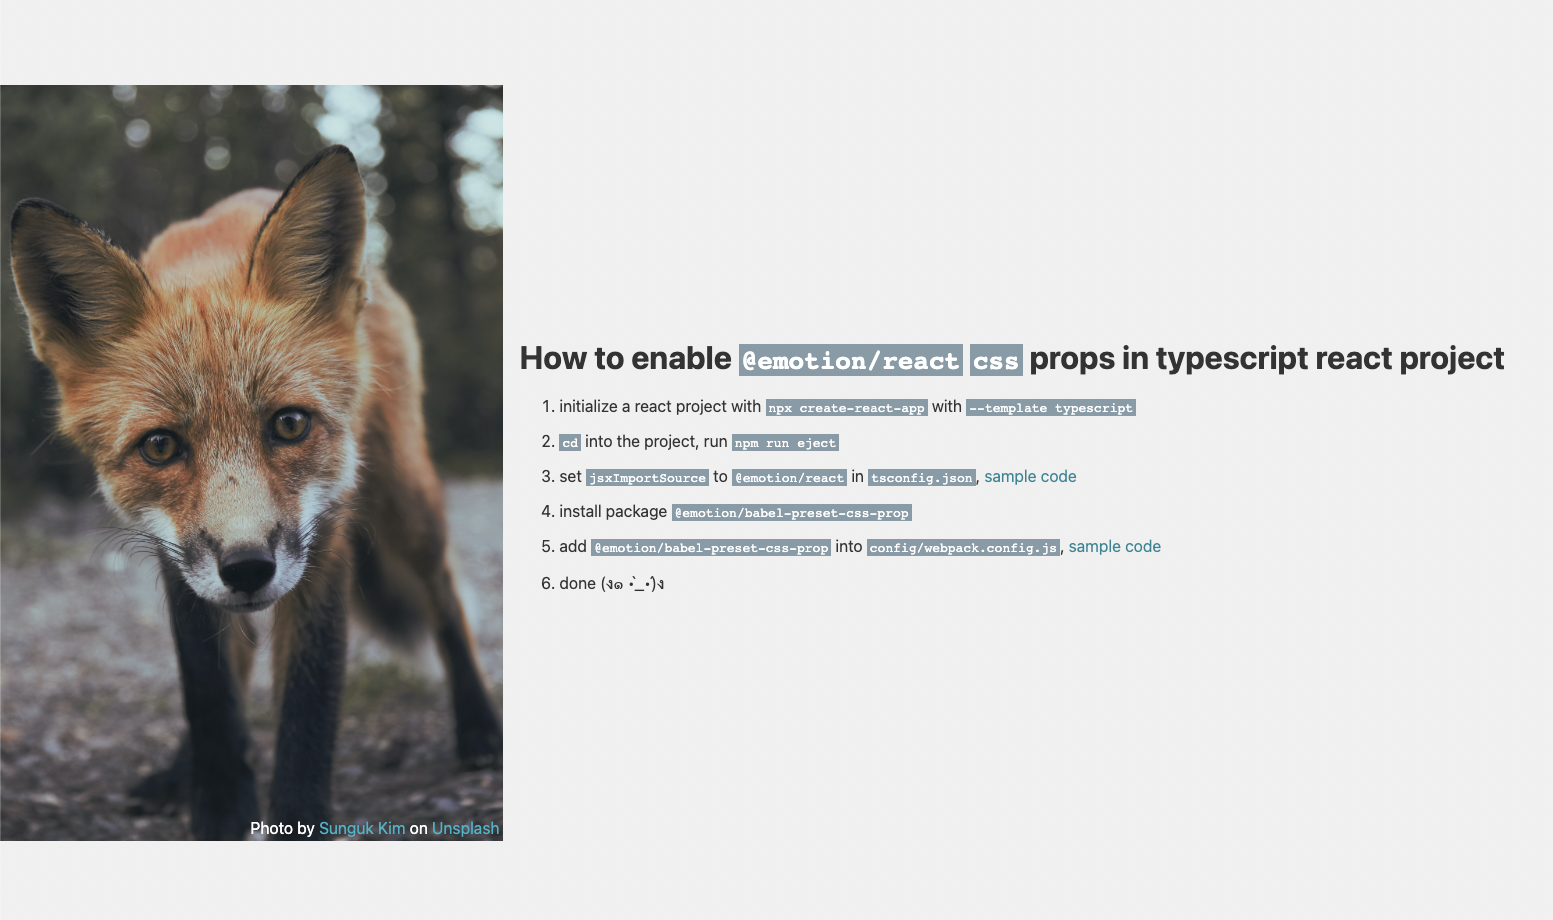 How to enable @emotion/react css props in typescript react project
1. initialize a react project with npx create-react-app with --template typescript
2. cd into the project, run npm run eject
3. set jsxImportSource to @emotion/react in tsconfig.json, sample code
4. install package @emotion/babel-preset-css-prop
5. add @emotion/babel-preset-css-prop into config/webpack.config.js, sample code
6. done (ง๑ •̀_•́)ง
Photo by Sunguk Kim on Unsplash